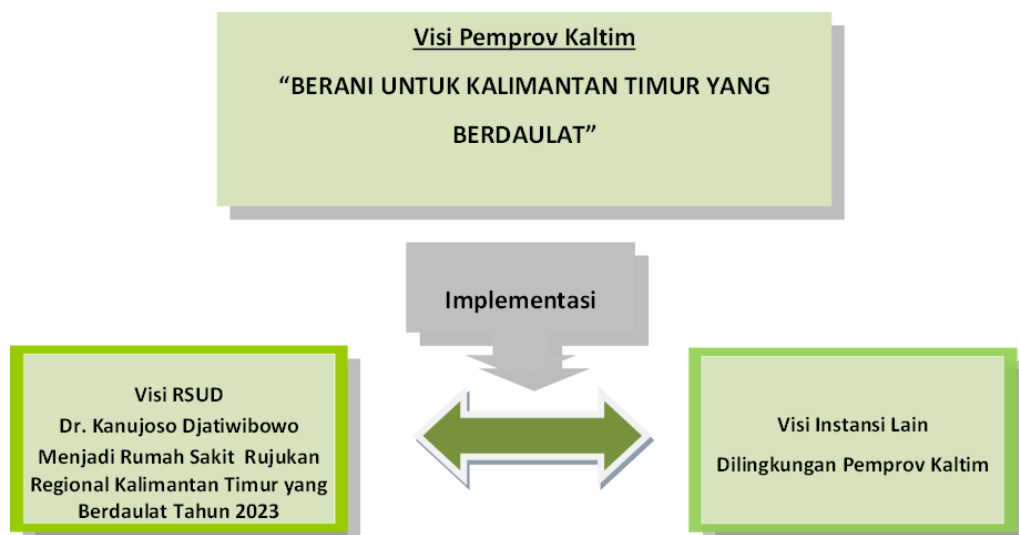 Visi Pemprov Kaltim
“BERANI UNTUK KALIMANTAN TIMUR YANG
BERDAULAT”
Implementasi
Visi RSUD
Dr. Kanujoso Djatiwibowo
Menjadi Rumah Sakit Rujukan
Regional Kalimantan Timur yang
Berdaulat Tahun 2023
Visi Instansi Lain
Dilingkungan Pemprov Kaltim